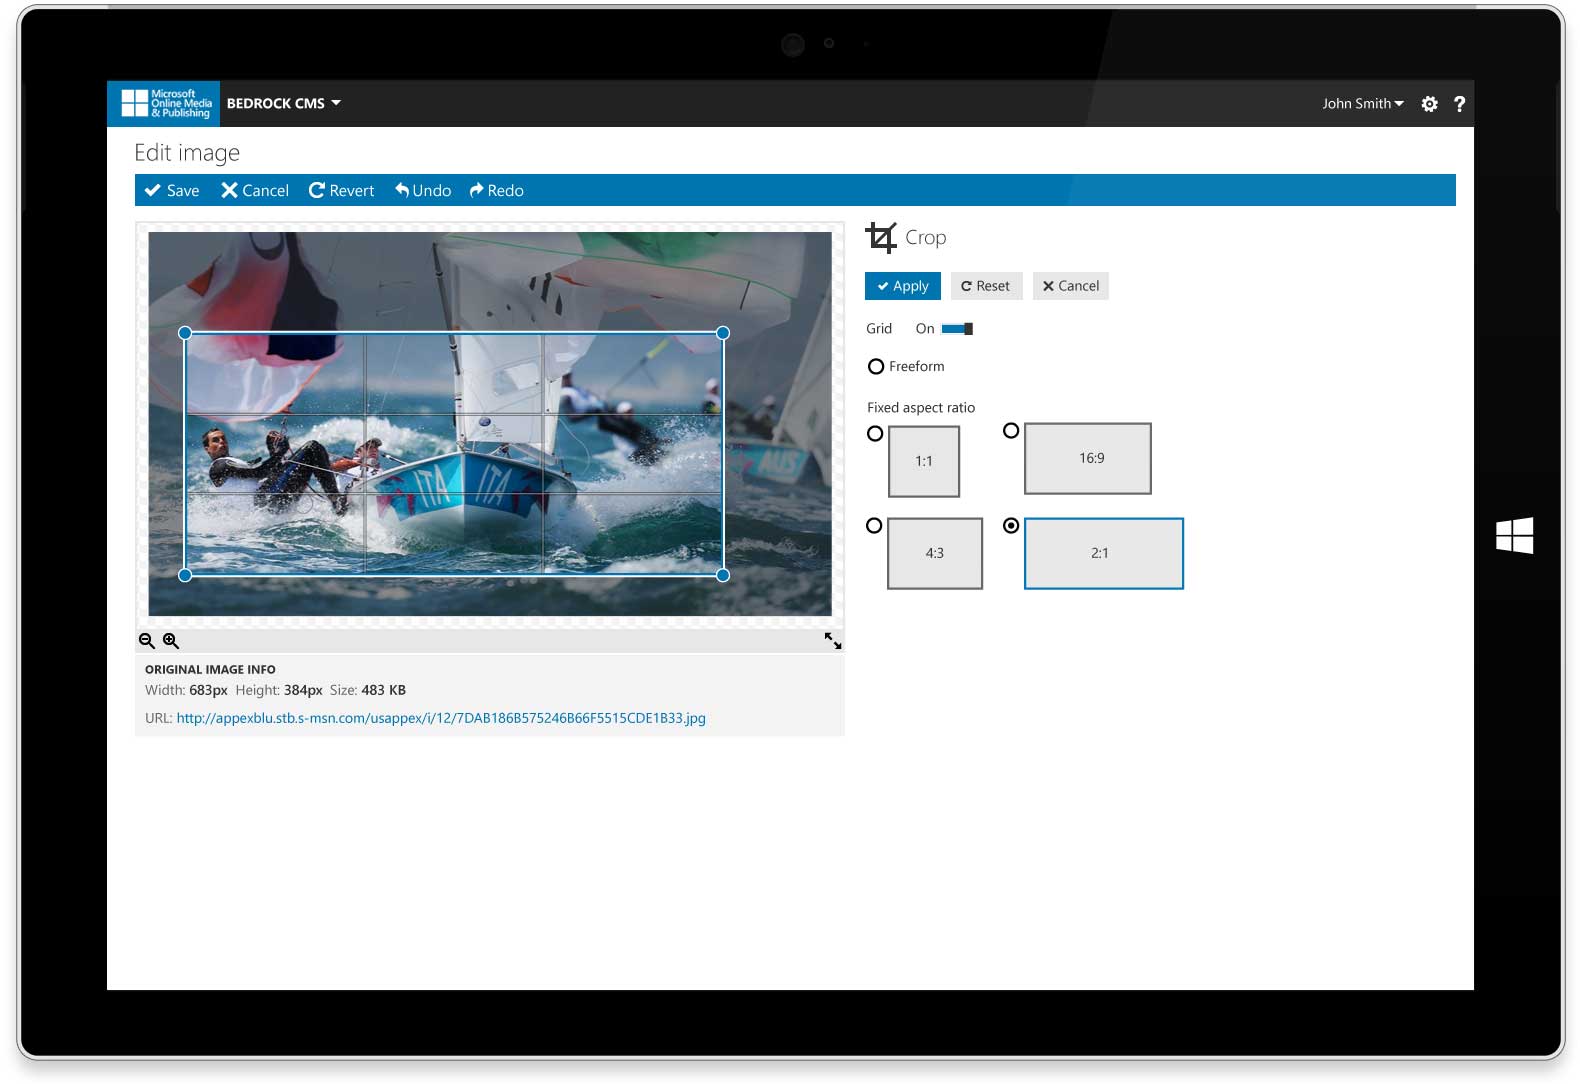 Microsoft
Online Media
& Publishing
BEDROCK CMS
John Smith
?
Edit image
Save Cancel Revert Undo Redo
Crop
Apply Reset Cancel
Grid On
Freeform
Fixed aspect ratio
1:1 16:9
4:3 2:1
ITA ITA
AUS
ORIGINAL IMAGE INFO
Width: 683px Height: 384px Size: 483 KB
URL: http://appexblu.stb.s-msn.com/usappex/i/12/7DAB186B575246B66F5515CDE1B33.jpg